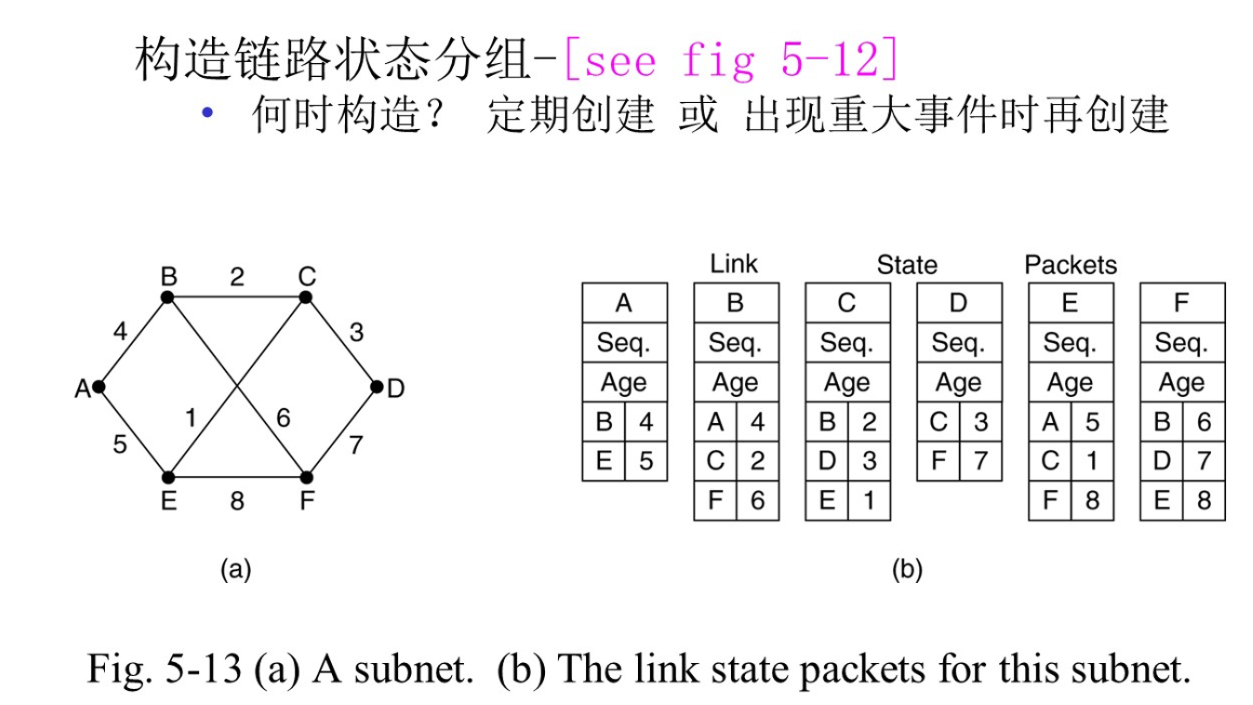 构造链路状态分组-[see fig 5-12]
• 何时构造？ 定期创建 或 出现重大事件时再创建
B 2 C
4 3
A D
1 6
5 7
E 8 F
(a)
Link State Packets
A B C D E F
Seq. Seq. Seq. Seq. Seq. Seq.
Age Age Age Age Age Age
B 4 A 4 B 2 C 3 A 5 B 6
E 5 C 2 D 3 F 7 C 1 D 7
F 6 E 1 F 8 E 8
(b)
Fig. 5-13 (a) A subnet. (b) The link state packets for this subnet.